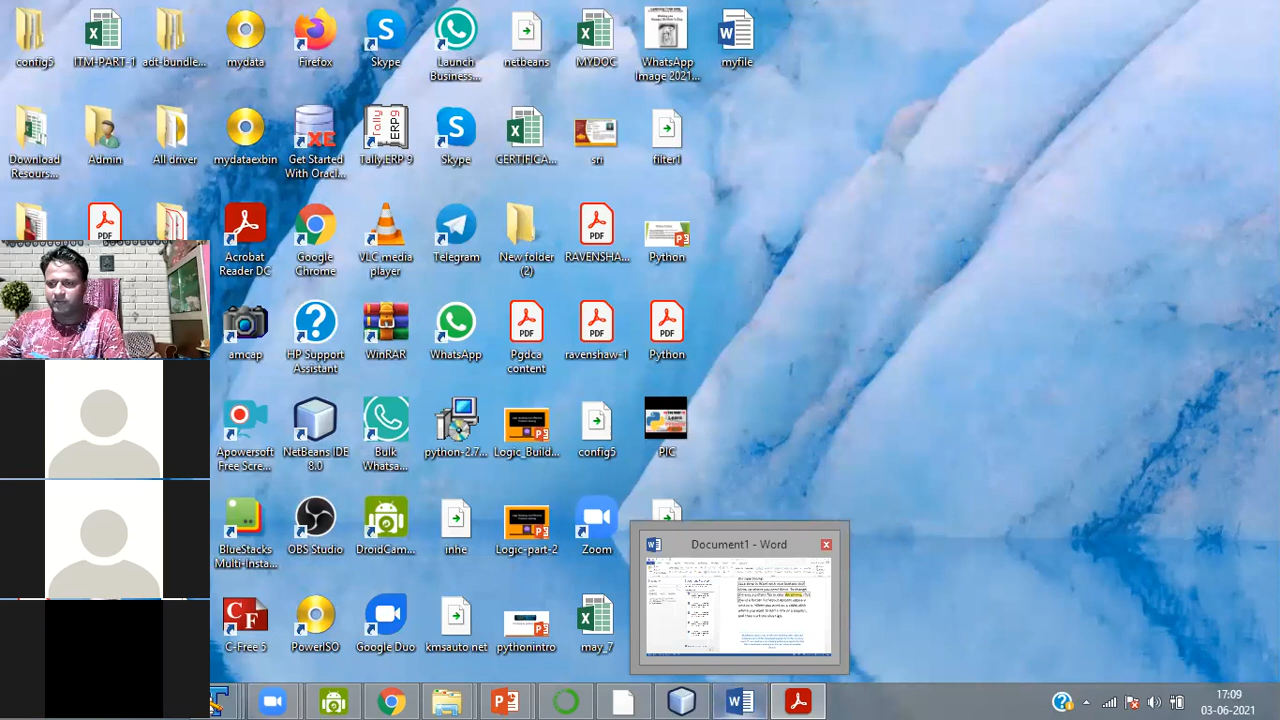 config5
ITM-PART-1
adt-bundle...
mydata
Firefox
Skype
Launch
Business...
netbeans
MYDOC
WhatsApp
Image 2021...
myfile
Download
Resours...
Admin
All driver
mydataexbin
Get Started
With Oracl...
Tally.ERP 9
Skype
CERTIFICA...
sri
filter1
Acrobat
Reader DC
Google
Chrome
VLC media
player
Telegram
New folder
(2)
RAVENSHA...
Python
amcap
HP Support
Assistant
WinRAR
WhatsApp
Pgdca
content
ravenshaw-1
Python
Apowersoft
Free Scre...
NetBeans IDE
8.0
Bulk
Whatsa...
python-2.7...
Logic_Build...
config5
PIC
BlueStacks
Multi-Insta...
OBS Studio
DroidCam...
inhe
Logic-part-2
Zoom
Document1 - Word
C-Free 5
Google Duo
may_7
17:09
03-06-2021